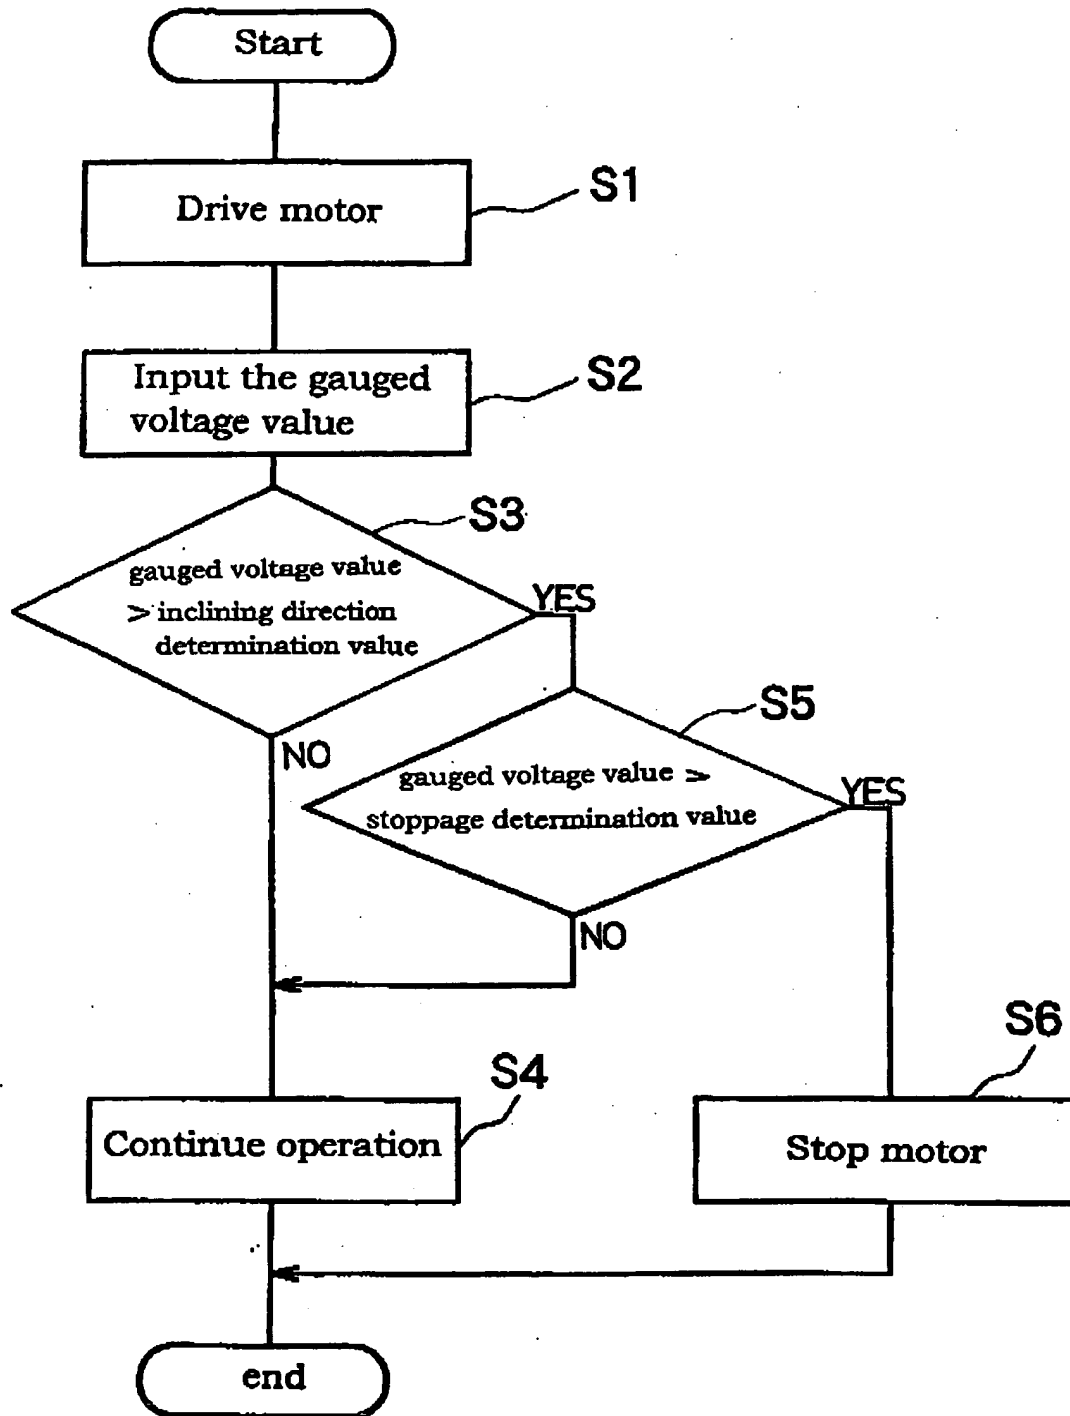 Start
Drive motor
S1
Input the gauged
voltage value
S2
S3
gauged voltage value
> inclining direction
determination value
YES
NO
S5
gauged voltage value >
stoppage determination value
YES
NO
S4
Continue operation
S6
Stop motor
end